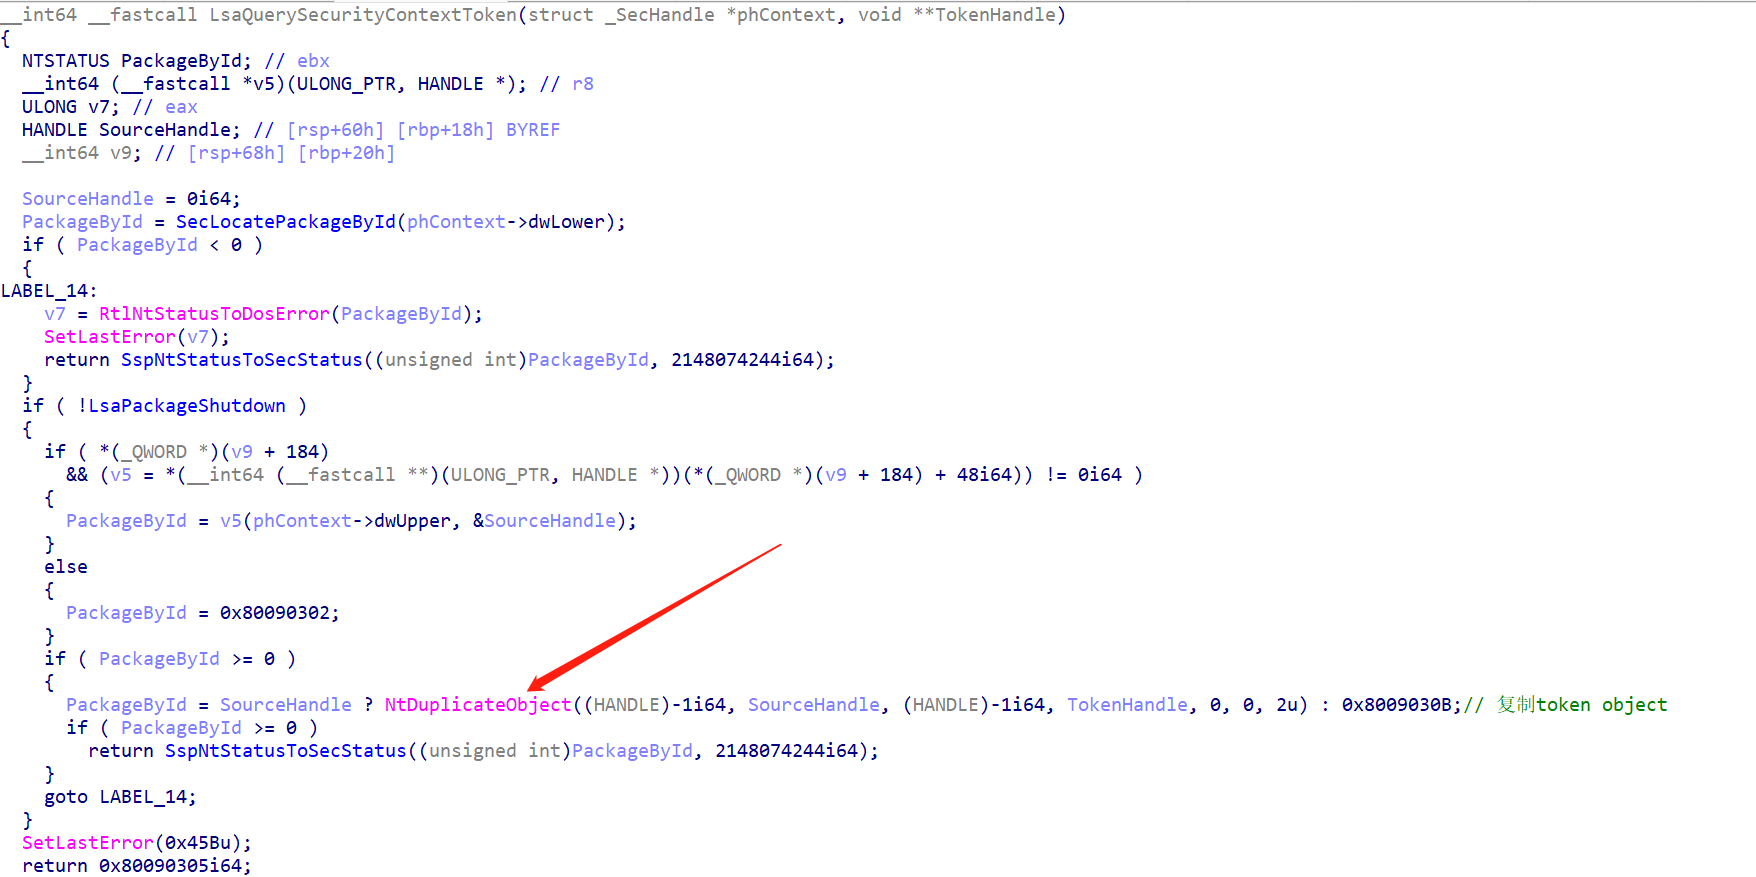 __int64 __fastcall LsaQuerySecurityContextToken(struct _SecHandle *phContext, void **TokenHandle)
{
  NTSTATUS PackageById; // ebx
  __int64 (__fastcall *v5)(ULONG_PTR, HANDLE *); // r8
  ULONG v7; // eax
  HANDLE SourceHandle; // [rsp+60h] [rbp+18h] BYREF
  __int64 v9; // [rsp+68h] [rbp+20h]

  SourceHandle = 0i64;
  PackageById = SecLocatePackageById(phContext->dwLower);
  if ( PackageById < 0 )
  {
LABEL_14:
    v7 = RtlNtStatusToDosError(PackageById);
    SetLastError(v7);
    return SspNtStatusToSecStatus((unsigned int)PackageById, 2148074244i64);
  }
  if ( !LsaPackageShutdown )
  {
    if ( *(_QWORD *)(v9 + 184)
      && (v5 = *(__int64 (__fastcall **)(ULONG_PTR, HANDLE *))(*(_QWORD *)(v9 + 184) + 48i64)) != 0i64 )
    {
      PackageById = v5(phContext->dwUpper, &SourceHandle);
    }
    else
    {
      PackageById = 0x80090302;
    }
    if ( PackageById >= 0 )
    {
      PackageById = SourceHandle ? NtDuplicateObject((HANDLE)-1i64, SourceHandle, (HANDLE)-1i64, TokenHandle, 0, 0, 2u) : 0x8009030B;// 复制token object
      if ( PackageById >= 0 )
        return SspNtStatusToSecStatus((unsigned int)PackageById, 2148074244i64);
    }
    goto LABEL_14;
  }
  SetLastError(0x45Bu);
  return 0x80090305i64;